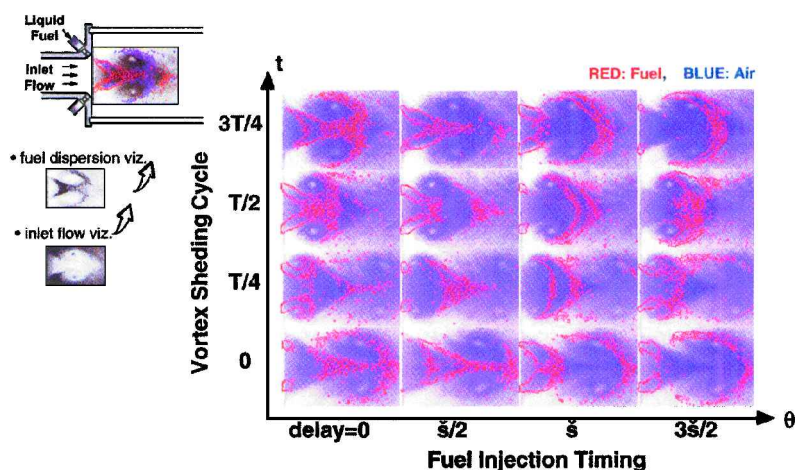 Liquid
Fuel
Inlet
Flow
• fuel dispersion viz.
• inlet flow viz.
t
RED: Fuel, BLUE: Air
3T/4
T/2
T/4
0
Vortex Sheding Cycle
delay=0 š/2 š 3š/2 θ
Fuel Injection Timing